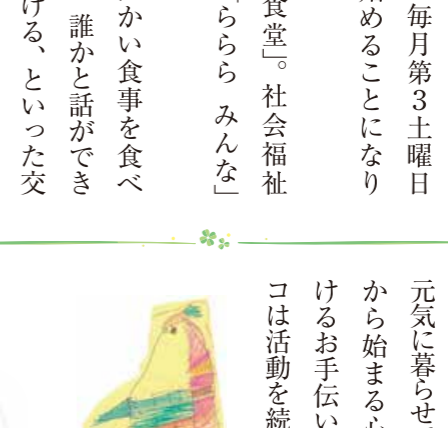 毎月第３土曜日
始めることになり
食堂」。社会福祉
「ららら　みんな」
かい食事を食べ
誰かと話ができ
ける、といった交
元気に暮らせ
から始まる心
けるお手伝い
コは活動を続